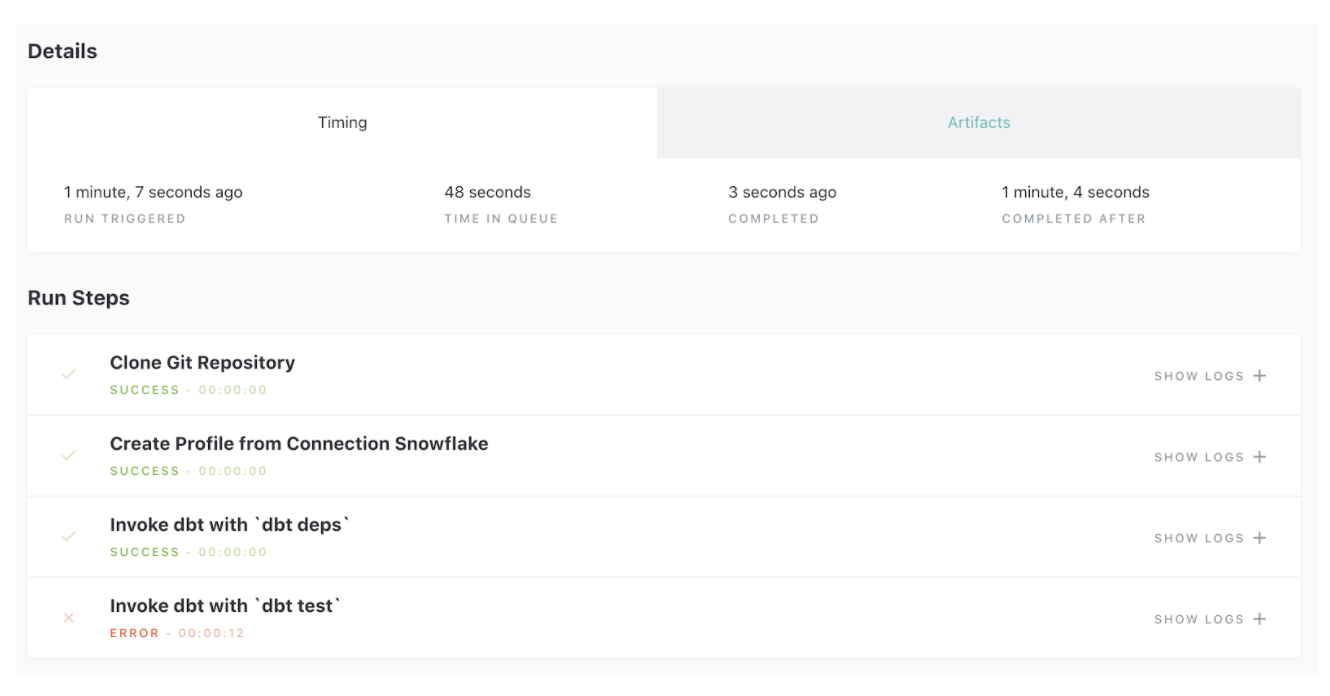 Details
Timing
Artifacts
1 minute, 7 seconds ago
RUN TRIGGERED
48 seconds
TIME IN QUEUE
3 seconds ago
COMPLETED
1 minute, 4 seconds
COMPLETED AFTER
Run Steps
Clone Git Repository
SUCCESS - 00:00:00
SHOW LOGS +
Create Profile from Connection Snowflake
SUCCESS - 00:00:00
SHOW LOGS +
Invoke dbt with `dbt deps`
SUCCESS - 00:00:00
SHOW LOGS +
Invoke dbt with `dbt test`
ERROR - 00:00:12
SHOW LOGS +